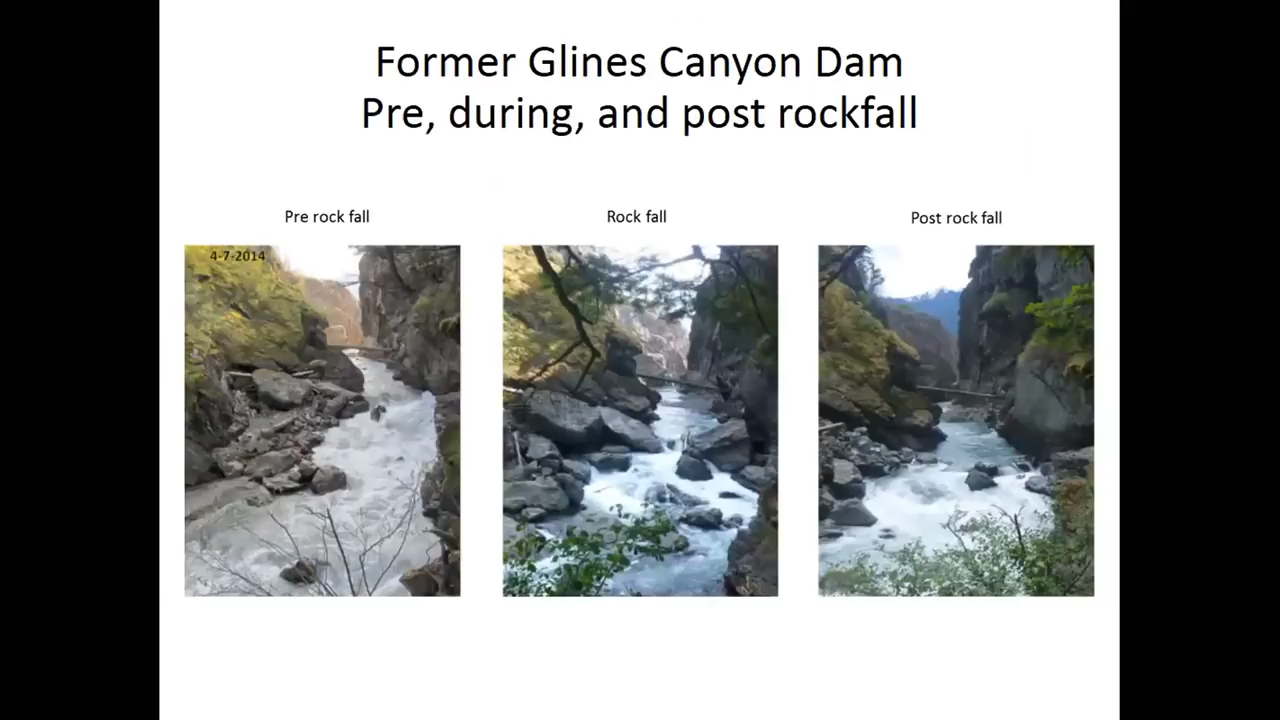 Former Glines Canyon Dam
Pre, during, and post rockfall
Pre rock fall
Rock fall
Post rock fall
4-7-2014